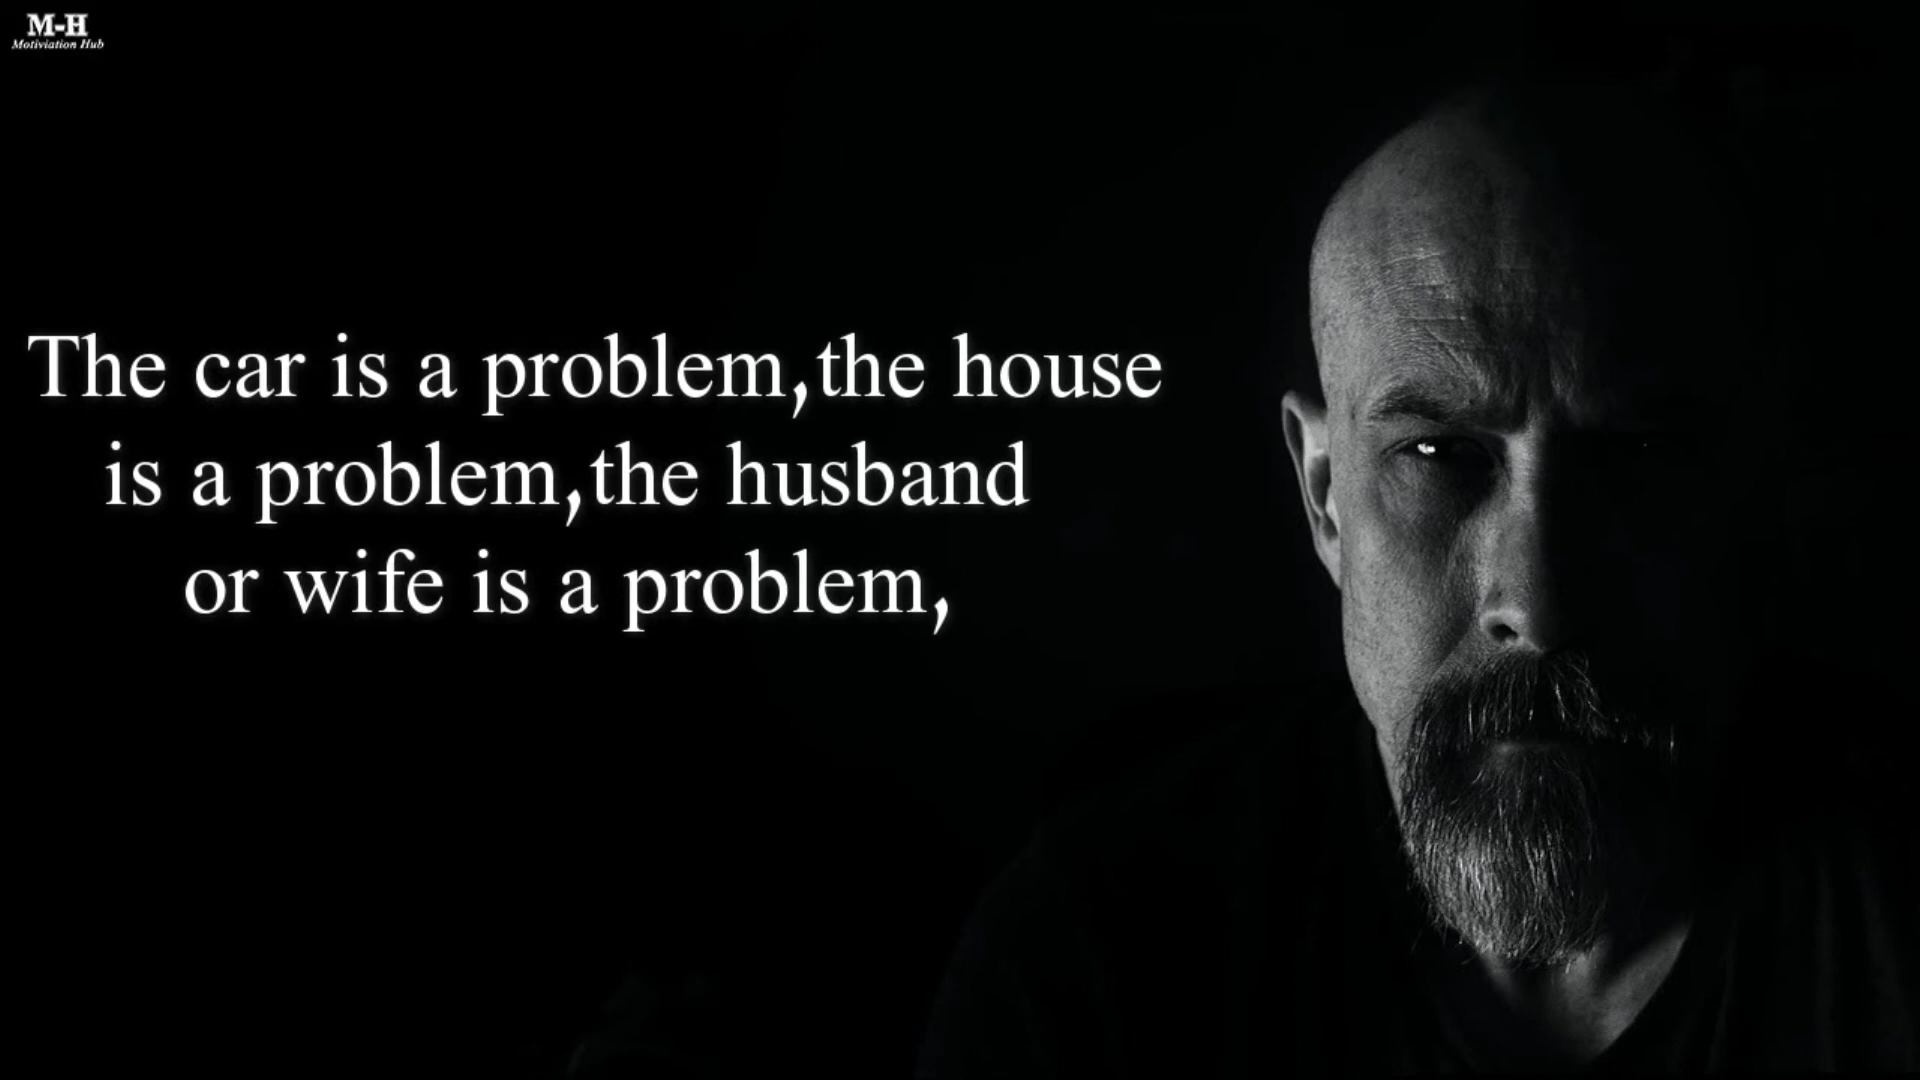 M-H
Motiviation Hub
The car is a problem,the house
is a problem,the husband
or wife is a problem,